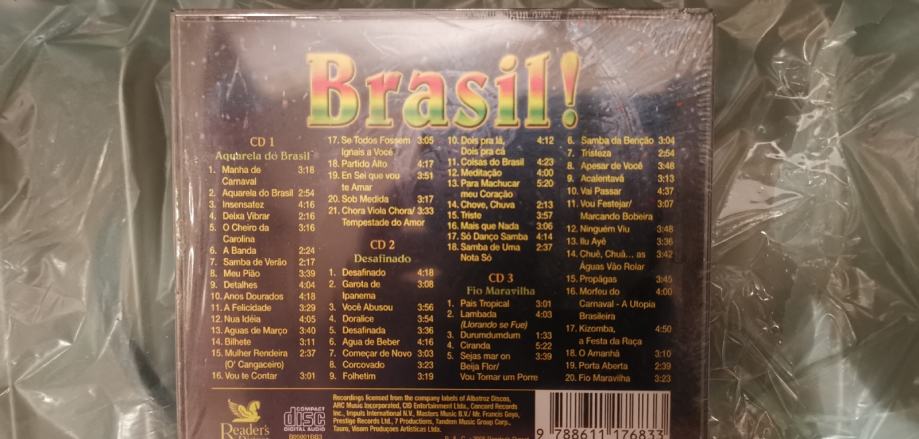 Brasil!
CD 1
Aquarela do Brasil
1. Manha de 3:18
Carnaval
2. Aquarela do Brasil 2:54
3. Insensatez 4:16
4. Deixa Vibrar 2:16
5. O Cheiro da 3:16
Carolina
6. A Banda 2:24
7. Samba de Verão 2:17
8. Meu Pião 3:39
9. Detalhes 4:04
10. Anos Dourados 4:18
11. A Felicidade 3:29
12. Nua Idéia 4:05
13. Aguas de Março 3:40
14. Bilhete 3:11
15. Mulher Rendeira 2:37
(O' Cangaceiro)
16. Vou te Contar 3:01
17. Se Todos Fossem 3:05
Ignais a Você
18. Partido Alto 4:17
19. En Sei que vou 3:51
te Amar
20. Sob Medida 3:17
21. Chora Viola Chora/ 3:33
Tempestade do Amor
CD 2
Desafinado
1. Desafinado 4:18
2. Garota de 3:08
Ipanema
3. Você Abusou 3:56
4. Doralice 3:54
5. Desafinada 3:36
6. Agua de Beber 4:16
7. Começar de Novo 3:03
8. Corcovado 3:23
9. Folhetim 3:19
10. Dois pra lá, 4:12
Dois pra cá
11. Coisas do Brasil 4:23
12. Meditação 4:00
13. Para Machucar 5:20
meu Coração
14. Chove, Chuva 2:13
15. Triste 3:57
16. Mais que Nada 3:06
17. Só Danço Samba 4:14
18. Samba de Uma 2:37
Nota Só
CD 3
Fio Maravilha
1. Pais Tropical 3:01
2. Lambada 4:03
(Llorando se Fue)
3. Durumdumdum 1:33
4. Ciranda 5:22
5. Sejas mar on 3:39
Beija Flor/
Vou Tomar um Porre
6. Samba da Benção 3:04
7. Tristeza 2:54
8. Apesar de Você 3:48
9. Acalentavá 3:13
10. Vai Passar 4:37
11. Vou Festejar/ 3:07
Marcando Bobeira
12. Ninguém Viu 3:48
13. Ilu Ayê 3:36
14. Chuê, Chuá... as 3:42
Águas Vão Rolar
15. Propágas 3:45
16. Morfeu do 4:00
Carnaval - A Utopia
Brasileira
17. Kizomba, 4:50
a Festa da Raça
18. O Amanhã 3:10
19. Porta Aberta 2:39
20. Fio Maravilha 3:23
Reader's
COMPACT
disc
DIGITAL AUDIO
Recordings licensed from the company labels of Albatroz Discos,
ARC Music Incorporated, CID Entertainment Ltda., Concord Records
Inc., Impuls International N.V., Masters Music B.V./ Mr. Francis Goya,
Prestige Records Ltd., 7 Produktions, Tandem Music Group Corp.,
Tauro, Visom Produçoes Artísticas Ltda.
9 788611 176833